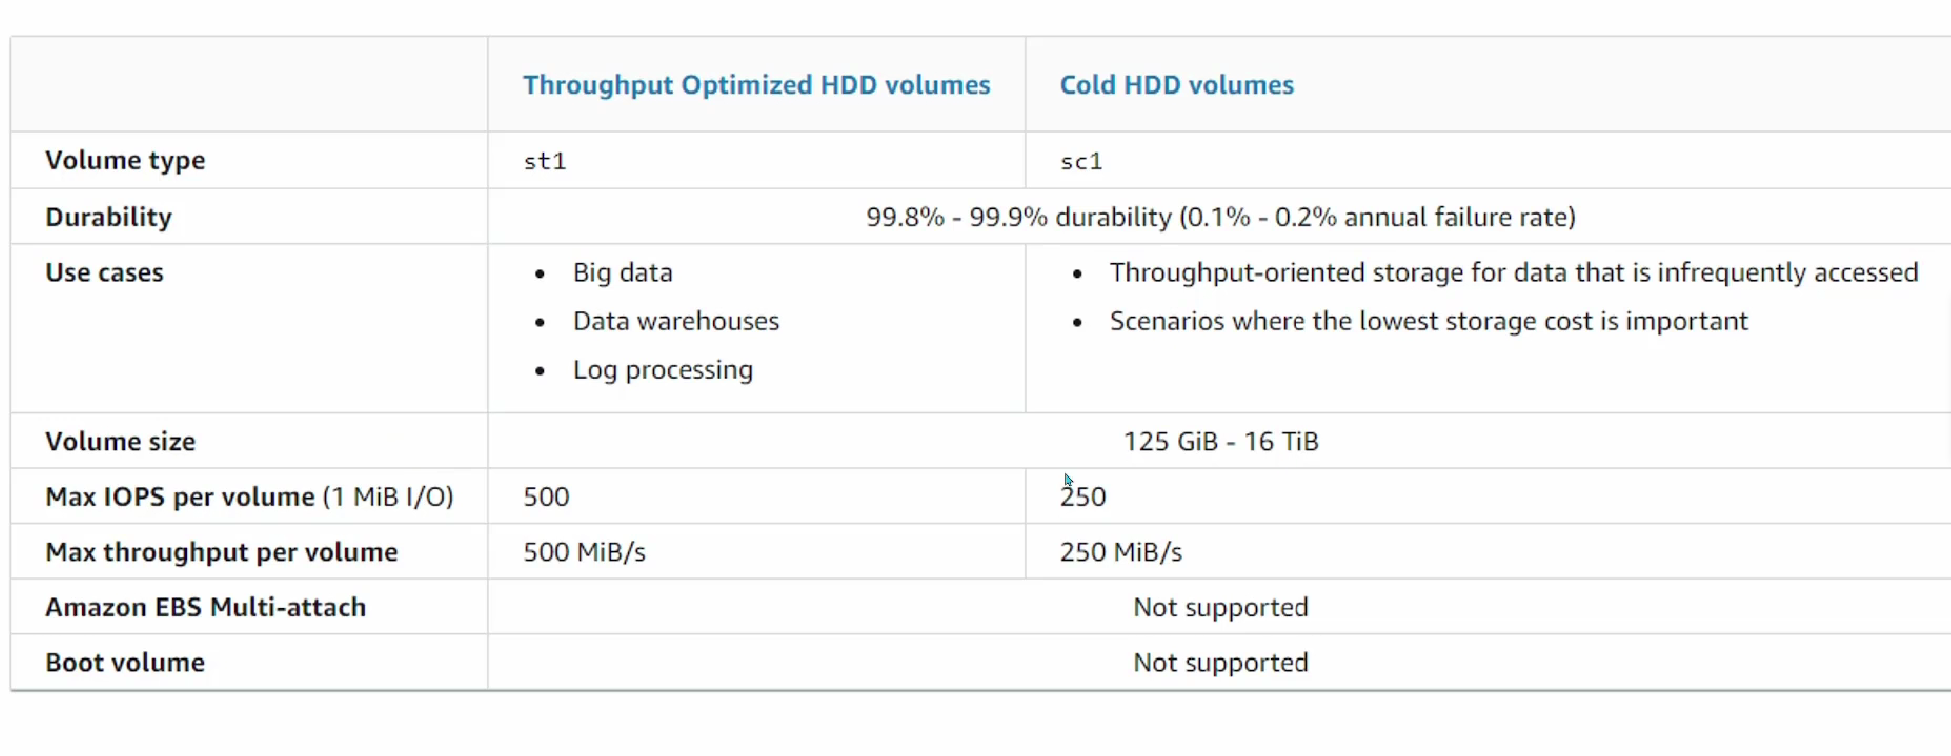 Throughput Optimized HDD volumes Cold HDD volumes
Volume type st1 sc1
Durability 99.8% - 99.9% durability (0.1% - 0.2% annual failure rate)
Use cases • Big data • Throughput-oriented storage for data that is infrequently accessed
• Data warehouses • Scenarios where the lowest storage cost is important
• Log processing
Volume size 125 GiB - 16 TiB
Max IOPS per volume (1 MiB I/O) 500 250
Max throughput per volume 500 MiB/s 250 MiB/s
Amazon EBS Multi-attach Not supported
Boot volume Not supported